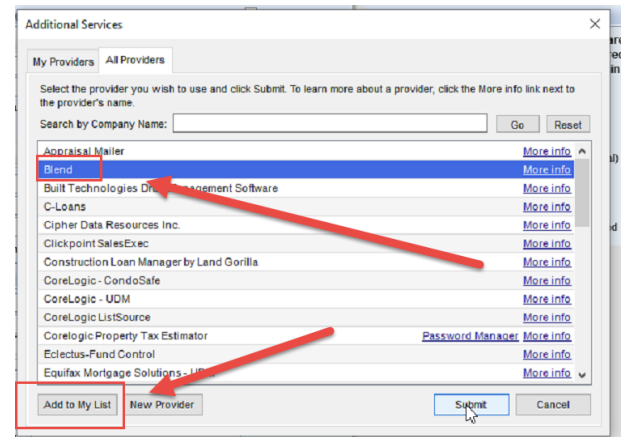 Additional Services
My Providers All Providers
Select the provider you wish to use and click Submit. To learn more about a provider, click the More info link next to
the provider's name.
Search by Company Name: Go Reset
Appraisal Mailer More info
Blend More info
Built Technologies Management Software More info
C-Loans More info
Cipher Data Resources Inc. More info
Clickpoint SalesExec More info
Construction Loan Manager by Land Gorilla More info
CoreLogic - CondoSafe More info
CoreLogic - UDM More info
CoreLogic ListSource More info
Corelogic Property Tax Estimator Password Manager More info
Eclectus-Fund Control More info
Equifax Mortgage Solutions - More info
Add to My List New Provider Submit Cancel